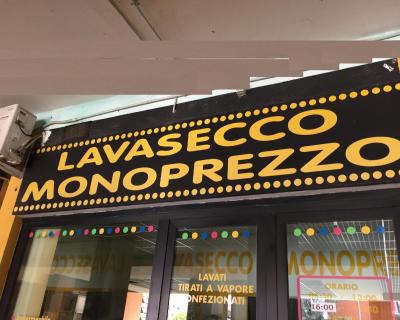 LAVASECCO
MONOPREZZO
LAVASECCO
MONOPREZZO
LAVATI
TIRATI A VAPORE
CONFEZIONATI
ORARIO
16:00